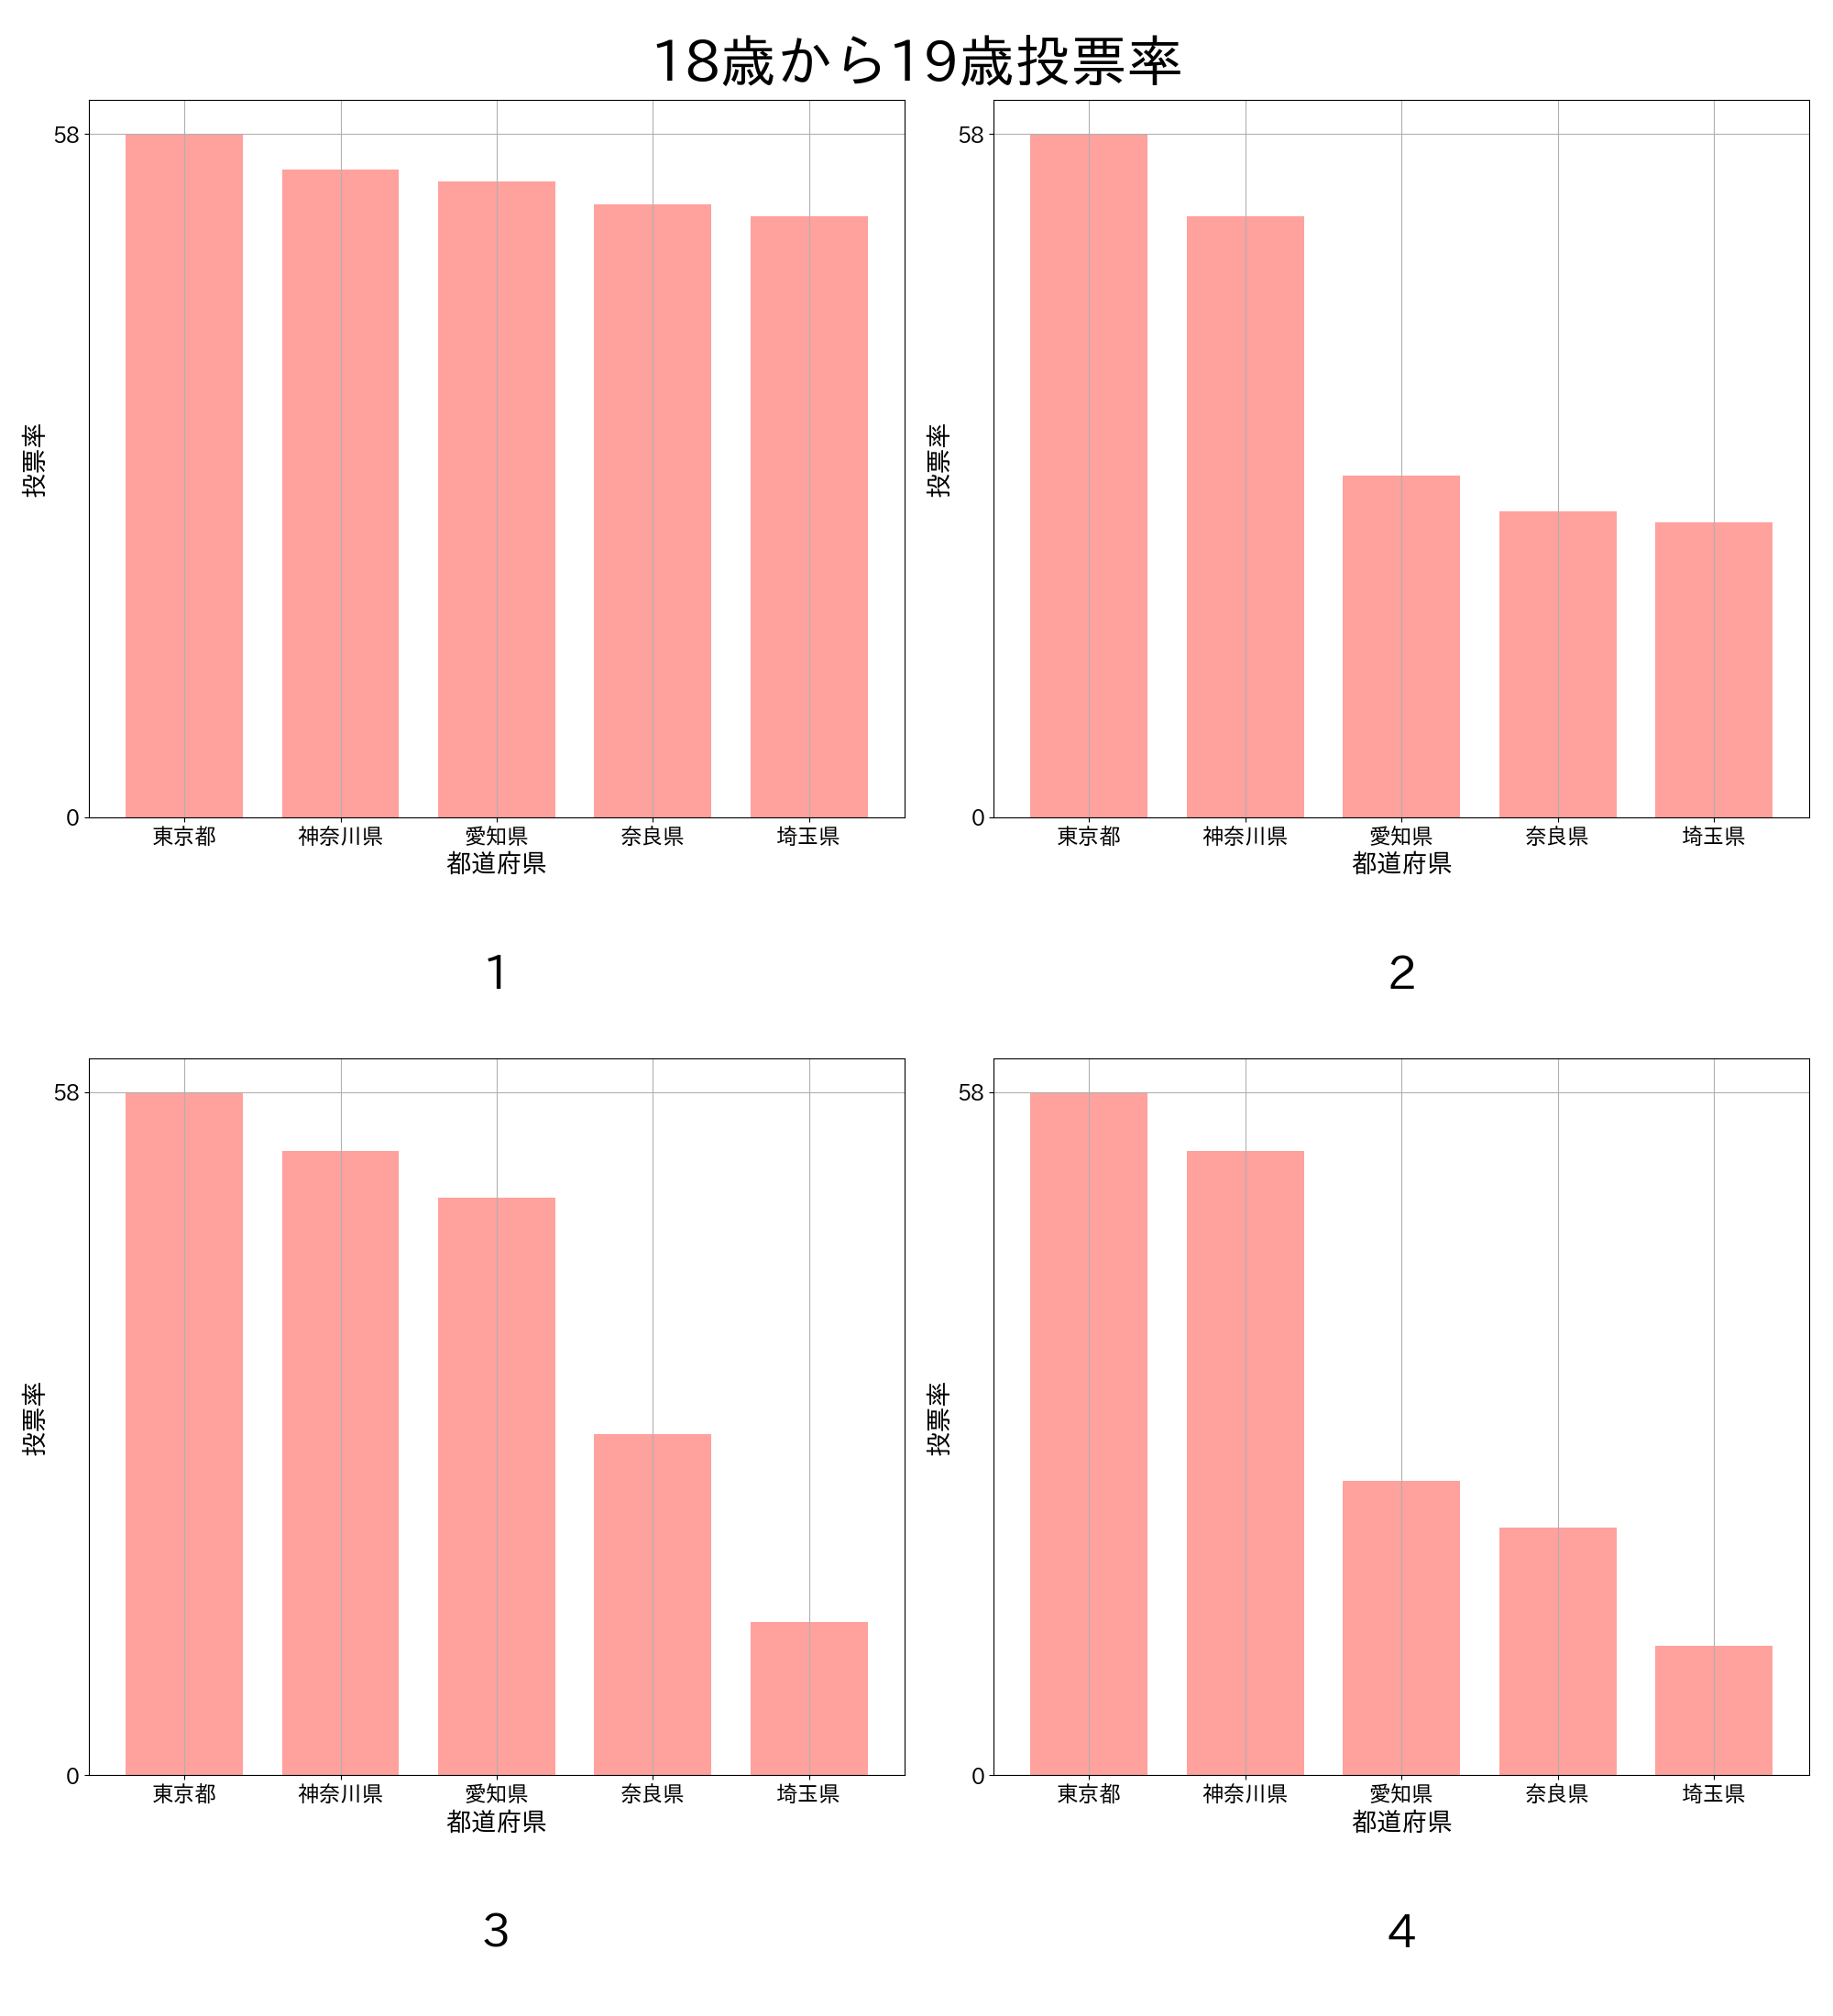 18歳から19歳投票率
58
0
投票率
東京都 神奈川県 愛知県 奈良県 埼玉県
都道府県
1
58
0
投票率
東京都 神奈川県 愛知県 奈良県 埼玉県
都道府県
2
58
0
投票率
東京都 神奈川県 愛知県 奈良県 埼玉県
都道府県
3
58
0
投票率
東京都 神奈川県 愛知県 奈良県 埼玉県
都道府県
4